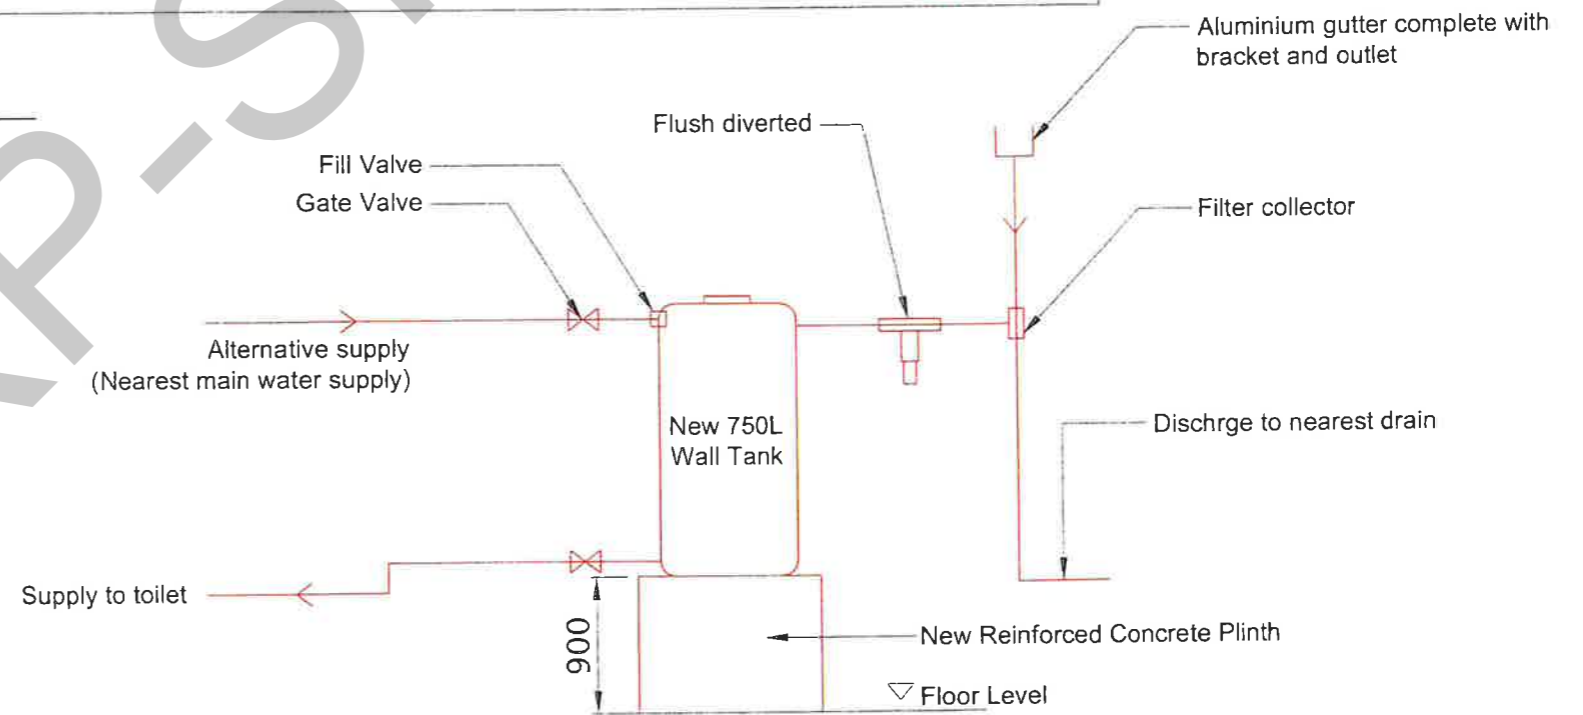 Aluminium gutter complete with
bracket and outlet
Flush diverted
Fill Valve
Gate Valve
Filter collector
Alternative supply
(Nearest main water supply)
New 750L
Wall Tank
Dischrge to nearest drain
Supply to toilet
900
New Reinforced Concrete Plinth
Floor Level